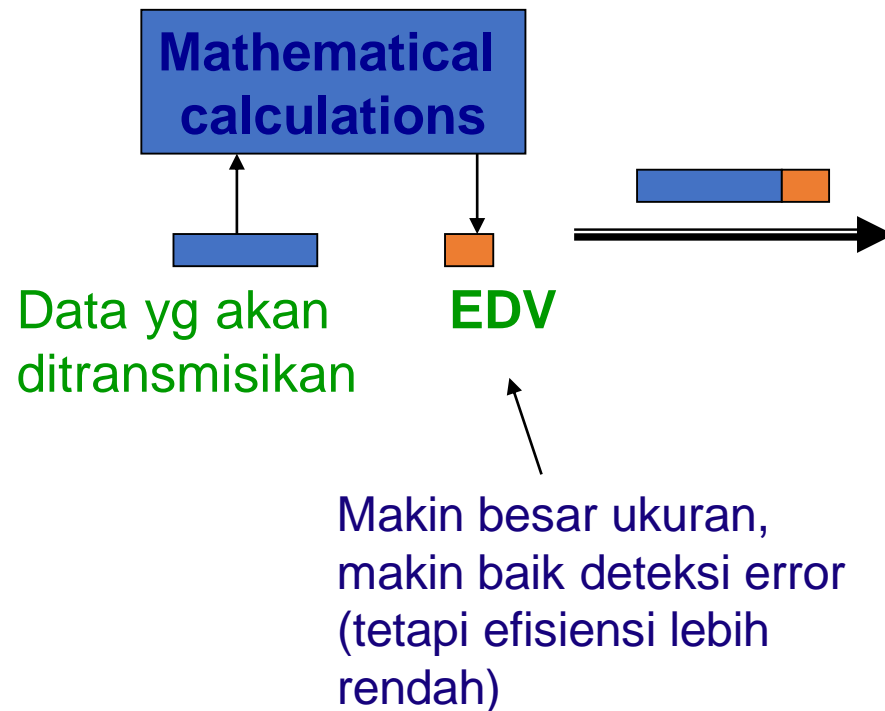 Mathematical
calculations
Data yg akan
ditransmisikan
EDV
Makin besar ukuran,
makin baik deteksi error
(tetapi efisiensi lebih
rendah)